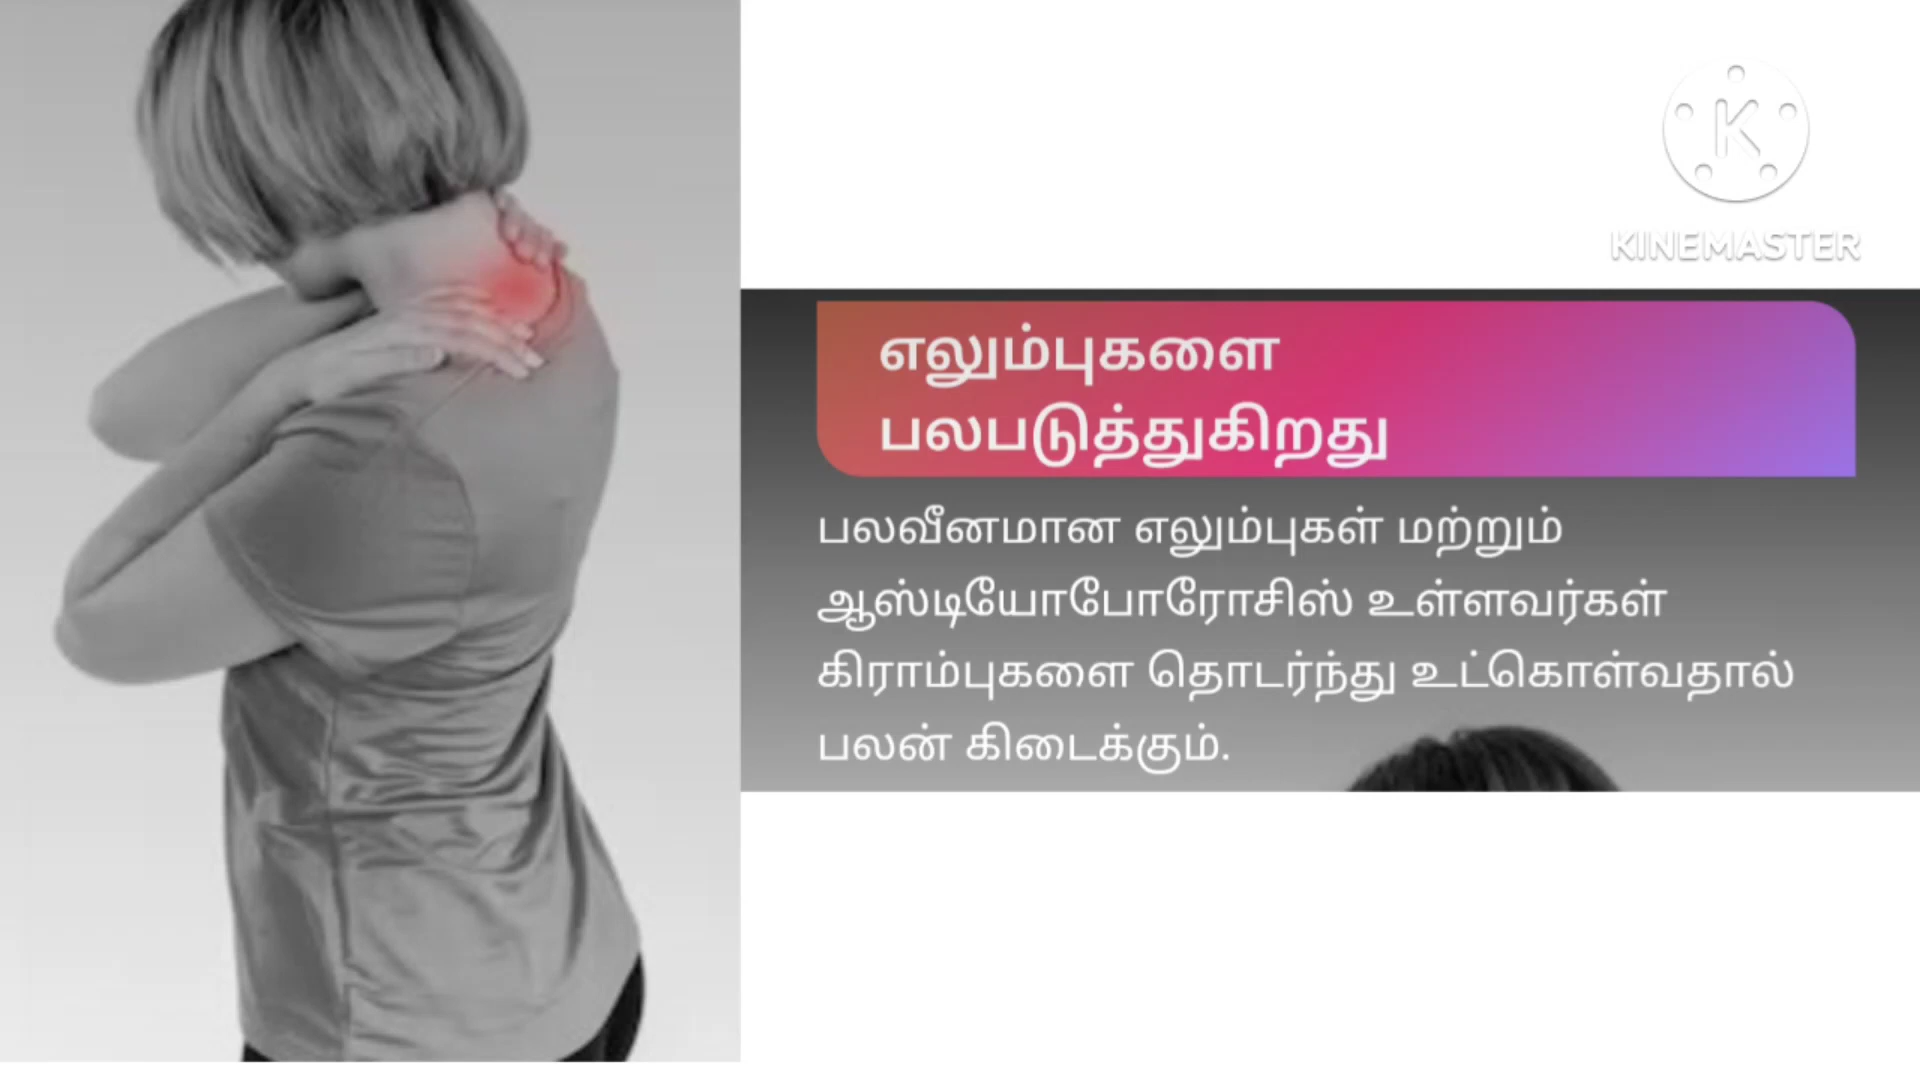 KINEMASTER
எலும்புகளை
பலபடுத்துகிறது
பலவீனமான எலும்புகள் மற்றும்
ஆஸ்டியோபோரோசிஸ் உள்ளவர்கள்
கிராம்புகளை தொடர்ந்து உட்கொள்வதால்
பலன் கிடைக்கும்.